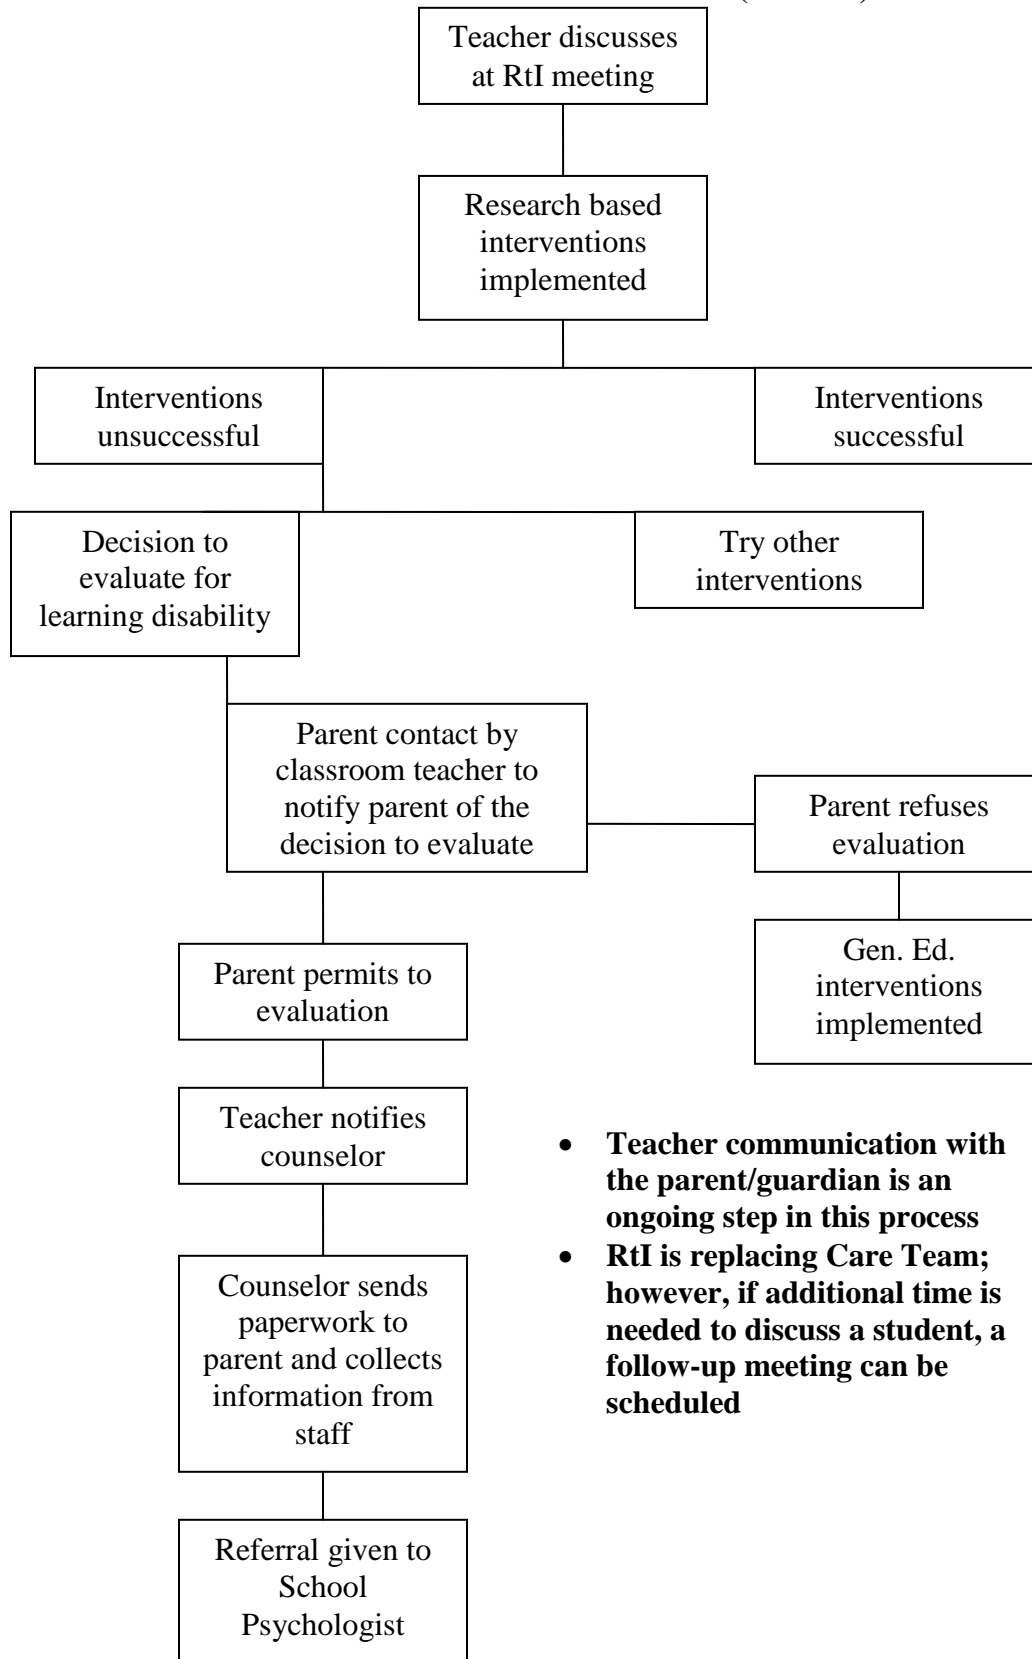 Teacher discusses
at RtI meeting
Research based
interventions
implemented
Interventions
unsuccessful
Interventions
successful
Decision to
evaluate for
learning disability
Try other
interventions
Parent contact by
classroom teacher to
notify parent of the
decision to evaluate
Parent refuses
evaluation
Gen. Ed.
interventions
implemented
Parent permits to
evaluation
Teacher notifies
counselor
• Teacher communication with
the parent/guardian is an
ongoing step in this process
• RtI is replacing Care Team;
however, if additional time is
needed to discuss a student, a
follow-up meeting can be
scheduled
Counselor sends
paperwork to
parent and collects
information from
staff
Referral given to
School
Psychologist